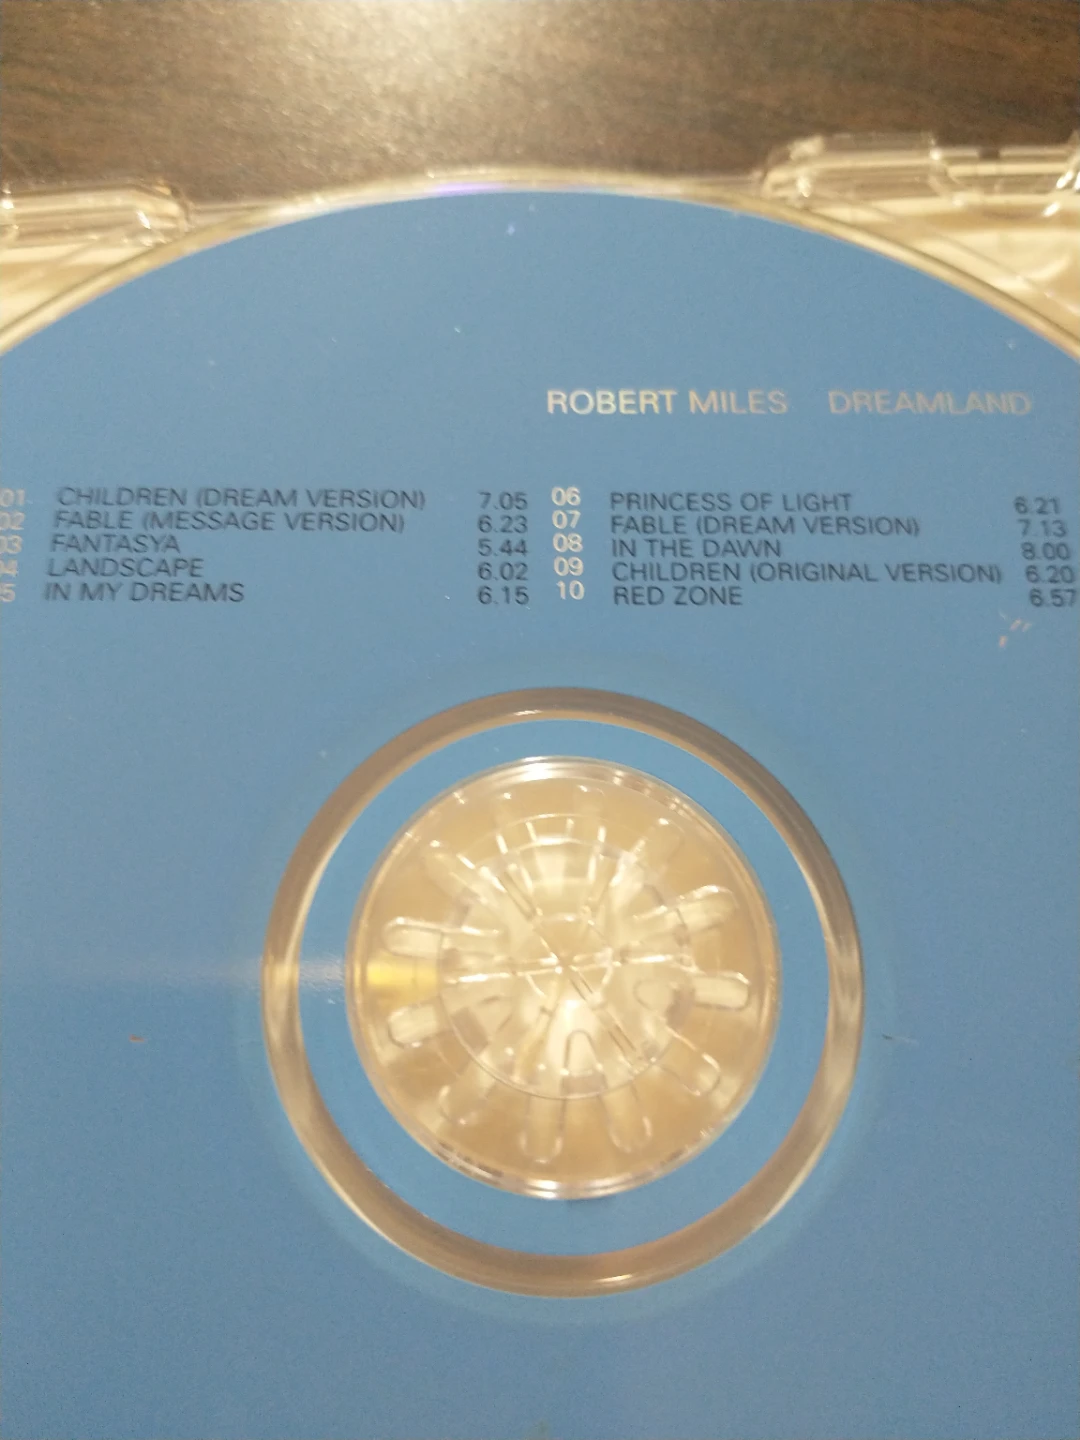 ROBERT MILES DREAMLAND
01 CHILDREN (DREAM VERSION) 7.05
02 FABLE (MESSAGE VERSION) 6.23
03 FANTASYA 5.44
04 LANDSCAPE 6.02
5 IN MY DREAMS 6.15
06 PRINCESS OF LIGHT 6.21
07 FABLE (DREAM VERSION) 7.13
08 IN THE DAWN 8.00
09 CHILDREN (ORIGINAL VERSION) 6.20
10 RED ZONE 6.57